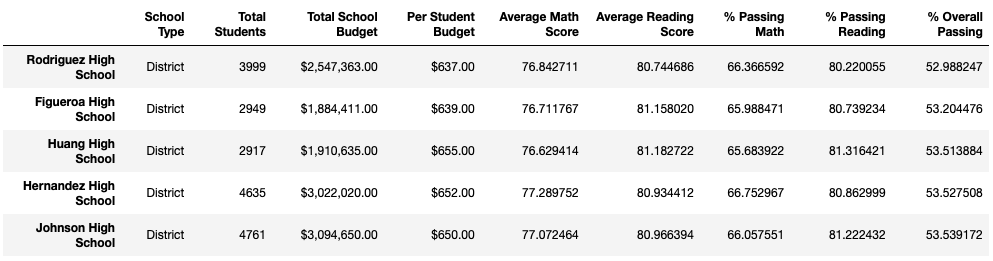 School Type Total Students Total School Budget Per Student Budget Average Math Score Average Reading Score % Passing Math % Passing Reading % Overall Passing
Rodriguez High School District 3999 $2,547,363.00 $637.00 76.842711 80.744686 66.366592 80.220055 52.988247
Figueroa High School District 2949 $1,884,411.00 $639.00 76.711767 81.158020 65.988471 80.739234 53.204476
Huang High School District 2917 $1,910,635.00 $655.00 76.629414 81.182722 65.683922 81.316421 53.513884
Hernandez High School District 4635 $3,022,020.00 $652.00 77.289752 80.934412 66.752967 80.862999 53.527508
Johnson High School District 4761 $3,094,650.00 $650.00 77.072464 80.966394 66.057551 81.222432 53.539172